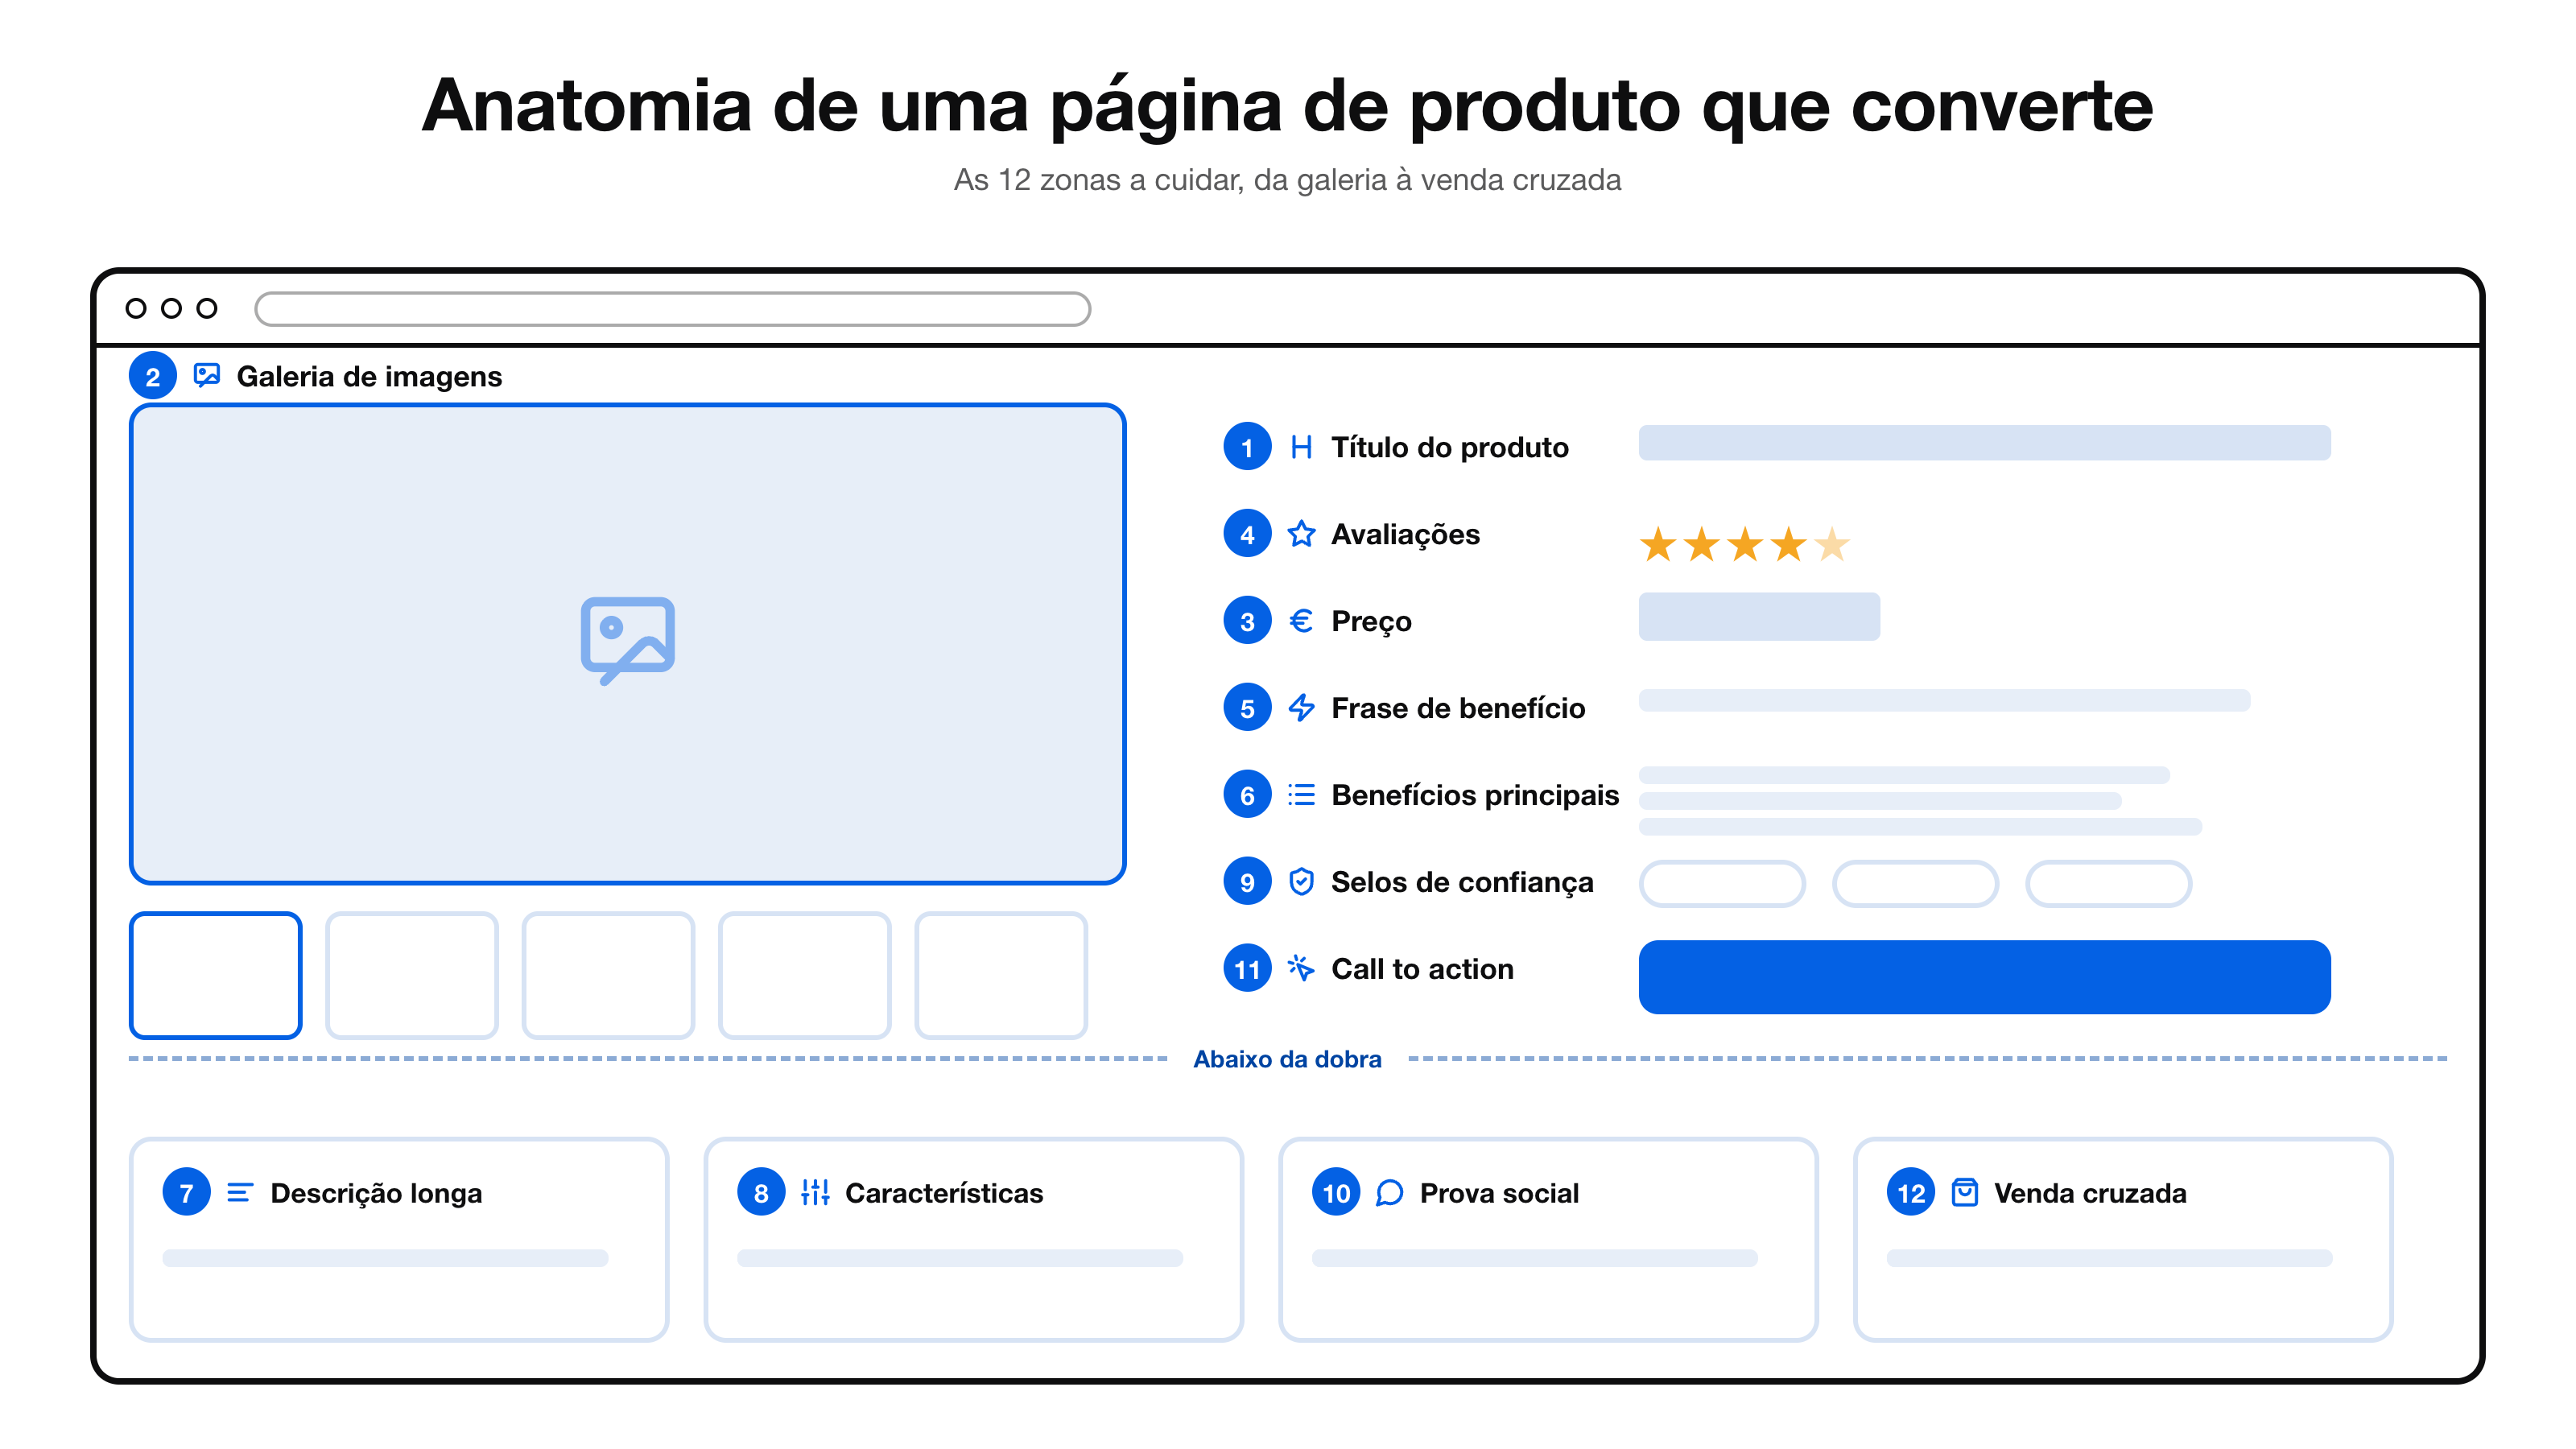 Anatomia de uma página de produto que converte
As 12 zonas a cuidar, da galeria à venda cruzada
2 Galeria de imagens
1 Título do produto
4 Avaliações
3 Preço
5 Frase de benefício
6 Benefícios principais
9 Selos de confiança
11 Call to action
Abaixo da dobra
7 Descrição longa
8 Características
10 Prova social
12 Venda cruzada